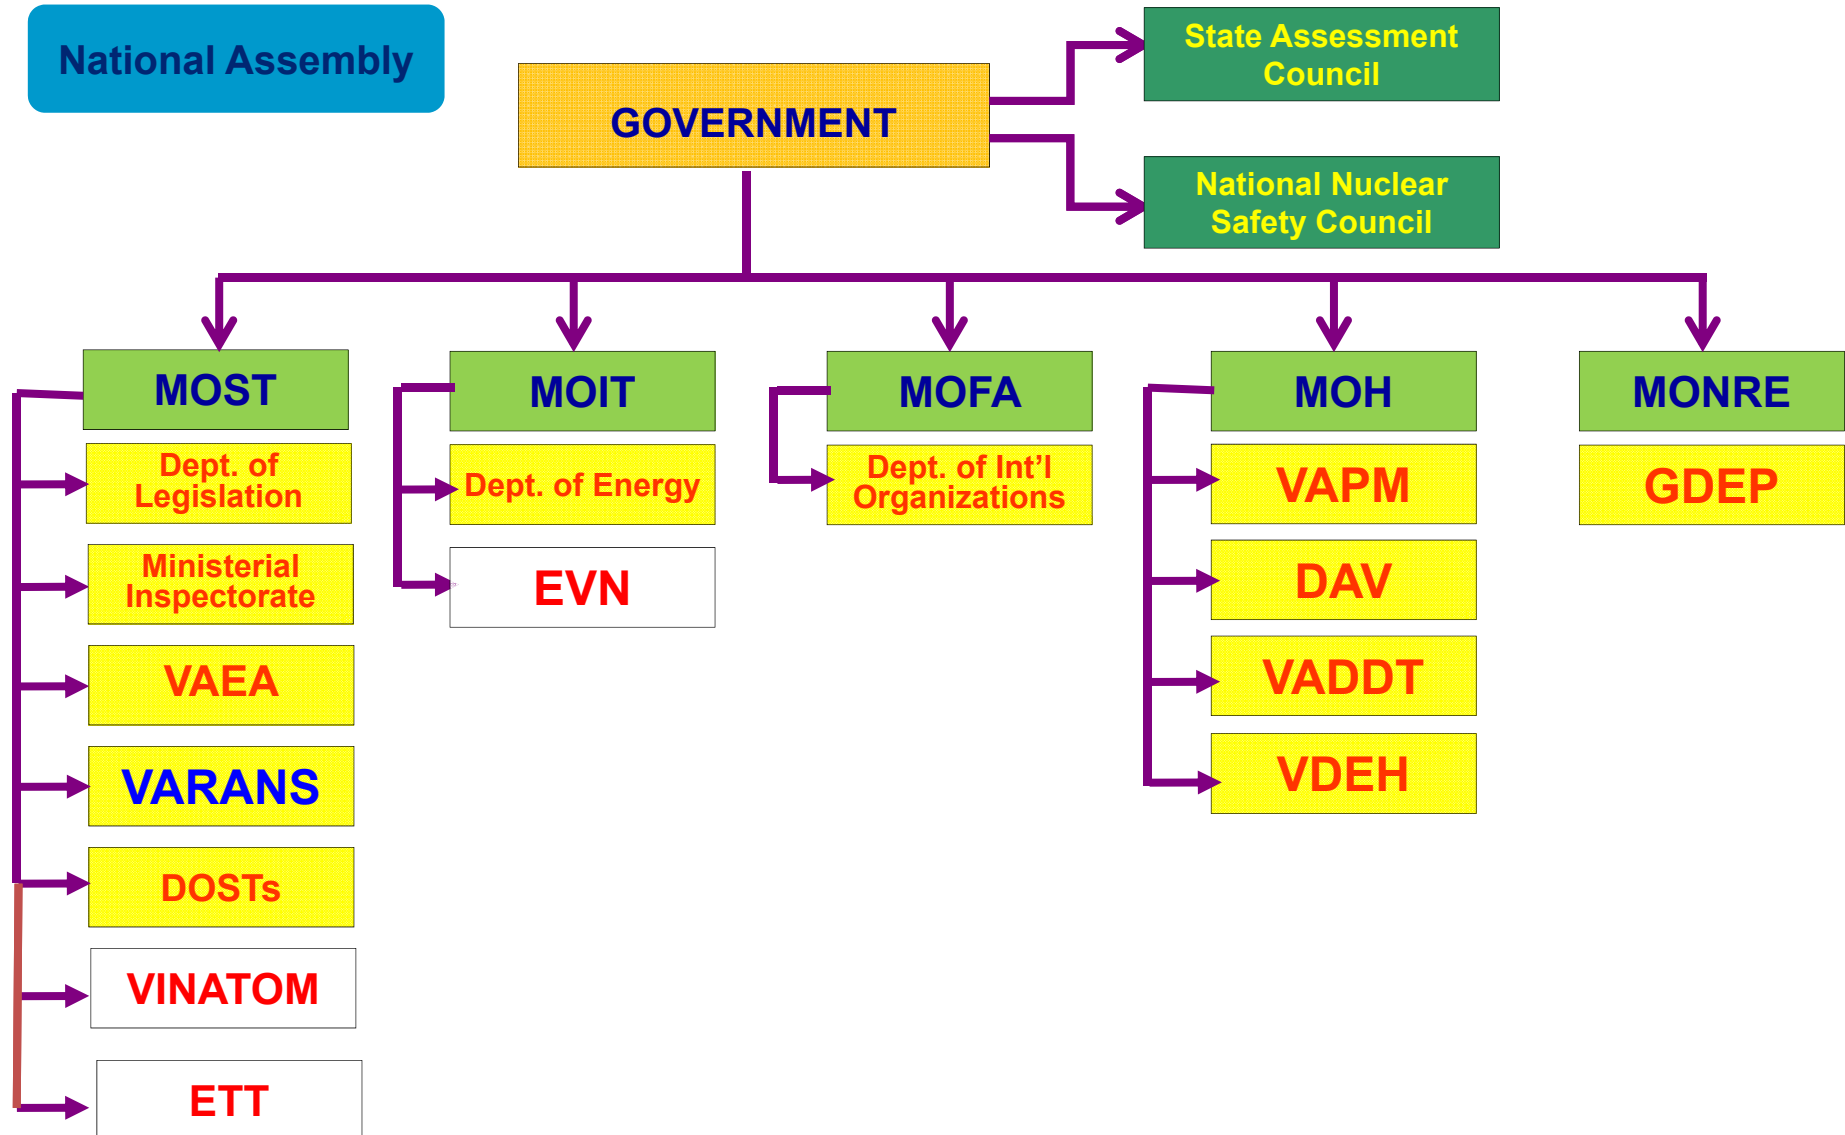 National Assembly
GOVERNMENT
State Assessment
Council
National Nuclear
Safety Council
MOST
MOIT
MOFA
MOH
MONRE
Dept. of
Legislation
Ministerial
Inspectorate
VAEA
VARANS
DOSTs
VINATOM
ETT
Dept. of Energy
EVN
Dept. of Int’l
Organizations
VAPM
DAV
VADDT
VDEH
GDEP